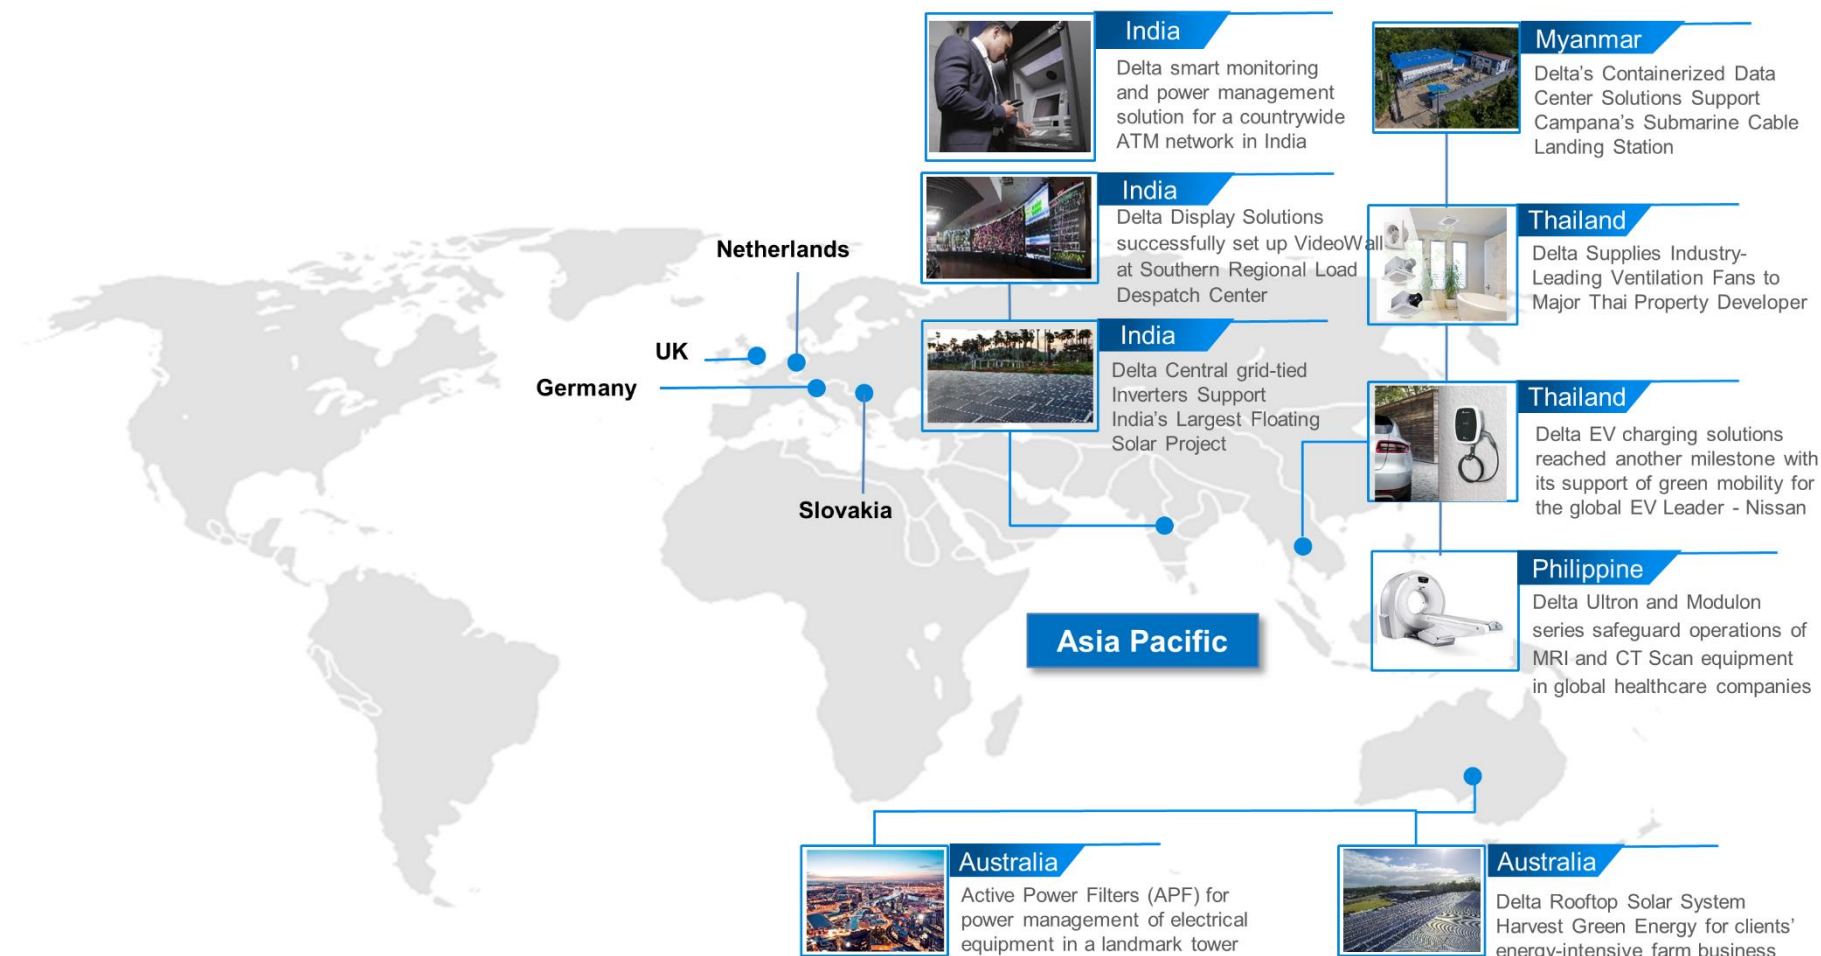 India
Delta smart monitoring
and power management
solution for a countrywide
ATM network in India
India
Delta Display Solutions
successfully set up VideoWall
at Southern Regional Load
Despatch Center
India
Delta Central grid-tied
Inverters Support
India's Largest Floating
Solar Project
Myanmar
Delta's Containerized Data
Center Solutions Support
Campana's Submarine Cable
Landing Station
Thailand
Delta Supplies Industry-
Leading Ventilation Fans to
Major Thai Property Developer
Thailand
Delta EV charging solutions
reached another milestone with
its support of green mobility for
the global EV Leader - Nissan
Philippine
Delta Ultron and Modulon
series safeguard operations of
MRI and CT Scan equipment
in global healthcare companies
Netherlands
UK
Germany
Slovakia
Asia Pacific
Australia
Active Power Filters (APF) for
power management of electrical
equipment in a landmark tower
Australia
Delta Rooftop Solar System
Harvest Green Energy for clients'
energy-intensive farm business